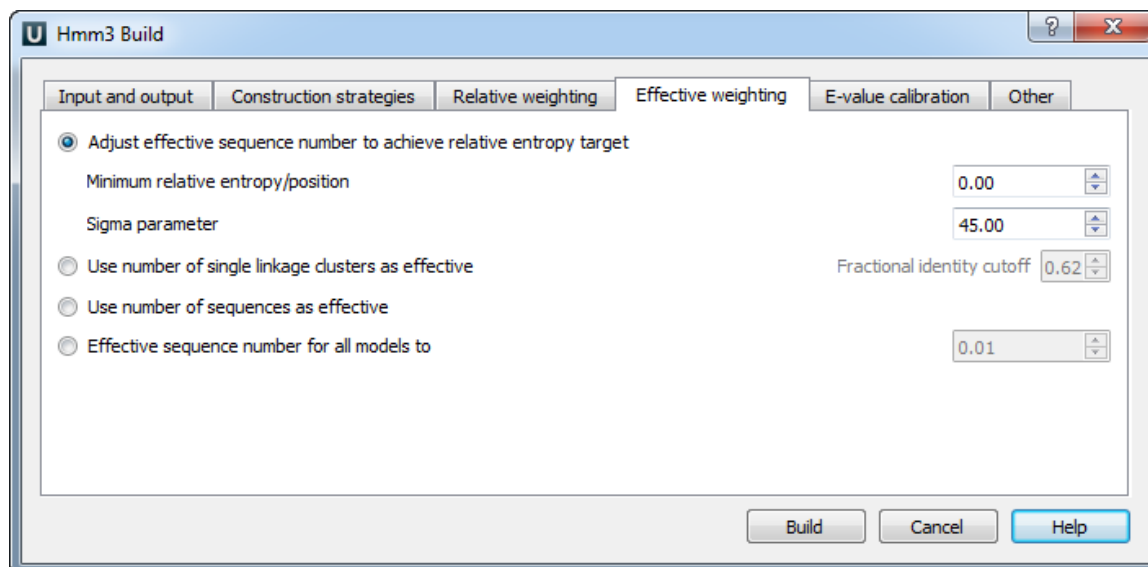 U Hmm3 Build ? X
Input and output Construction strategies Relative weighting Effective weighting E-value calibration Other
Adjust effective sequence number to achieve relative entropy target
Minimum relative entropy/position 0.00
Sigma parameter 45.00
Use number of single linkage clusters as effective Fractional identity cutoff 0.62
Use number of sequences as effective
Effective sequence number for all models to 0.01
Build Cancel Help